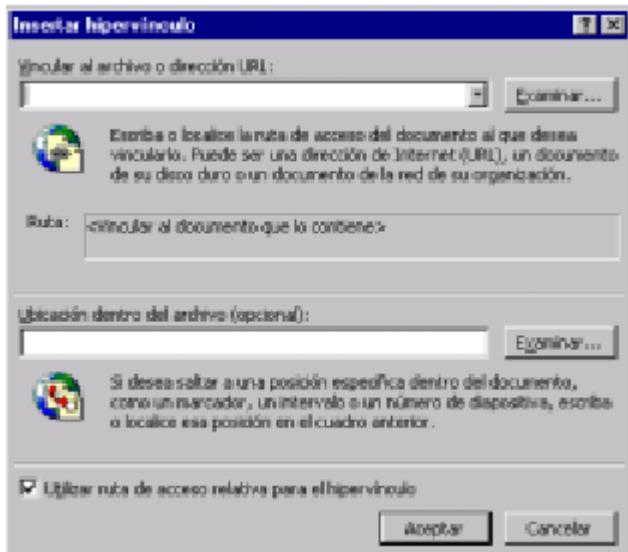 Insertar hipervínculo
Vincular al archivo o dirección URL:
Examinar...
Escriba o localice la ruta de acceso del documento al que desea
vincularlo. Puede ser una dirección de Internet (URL), un documento
de su disco duro o un documento de la red de su organización.
Ruta: <Vincular al documento que lo contiene>
Ubicación dentro del archivo (opcional):
Examinar...
Si desea saltar a una posición específica dentro del documento,
como un marcador, un intervalo o un número de diapositiva, escriba
o localice esa posición en el cuadro anterior.
Utilizar ruta de acceso relativa para el hipervínculo
Aceptar Cancelar